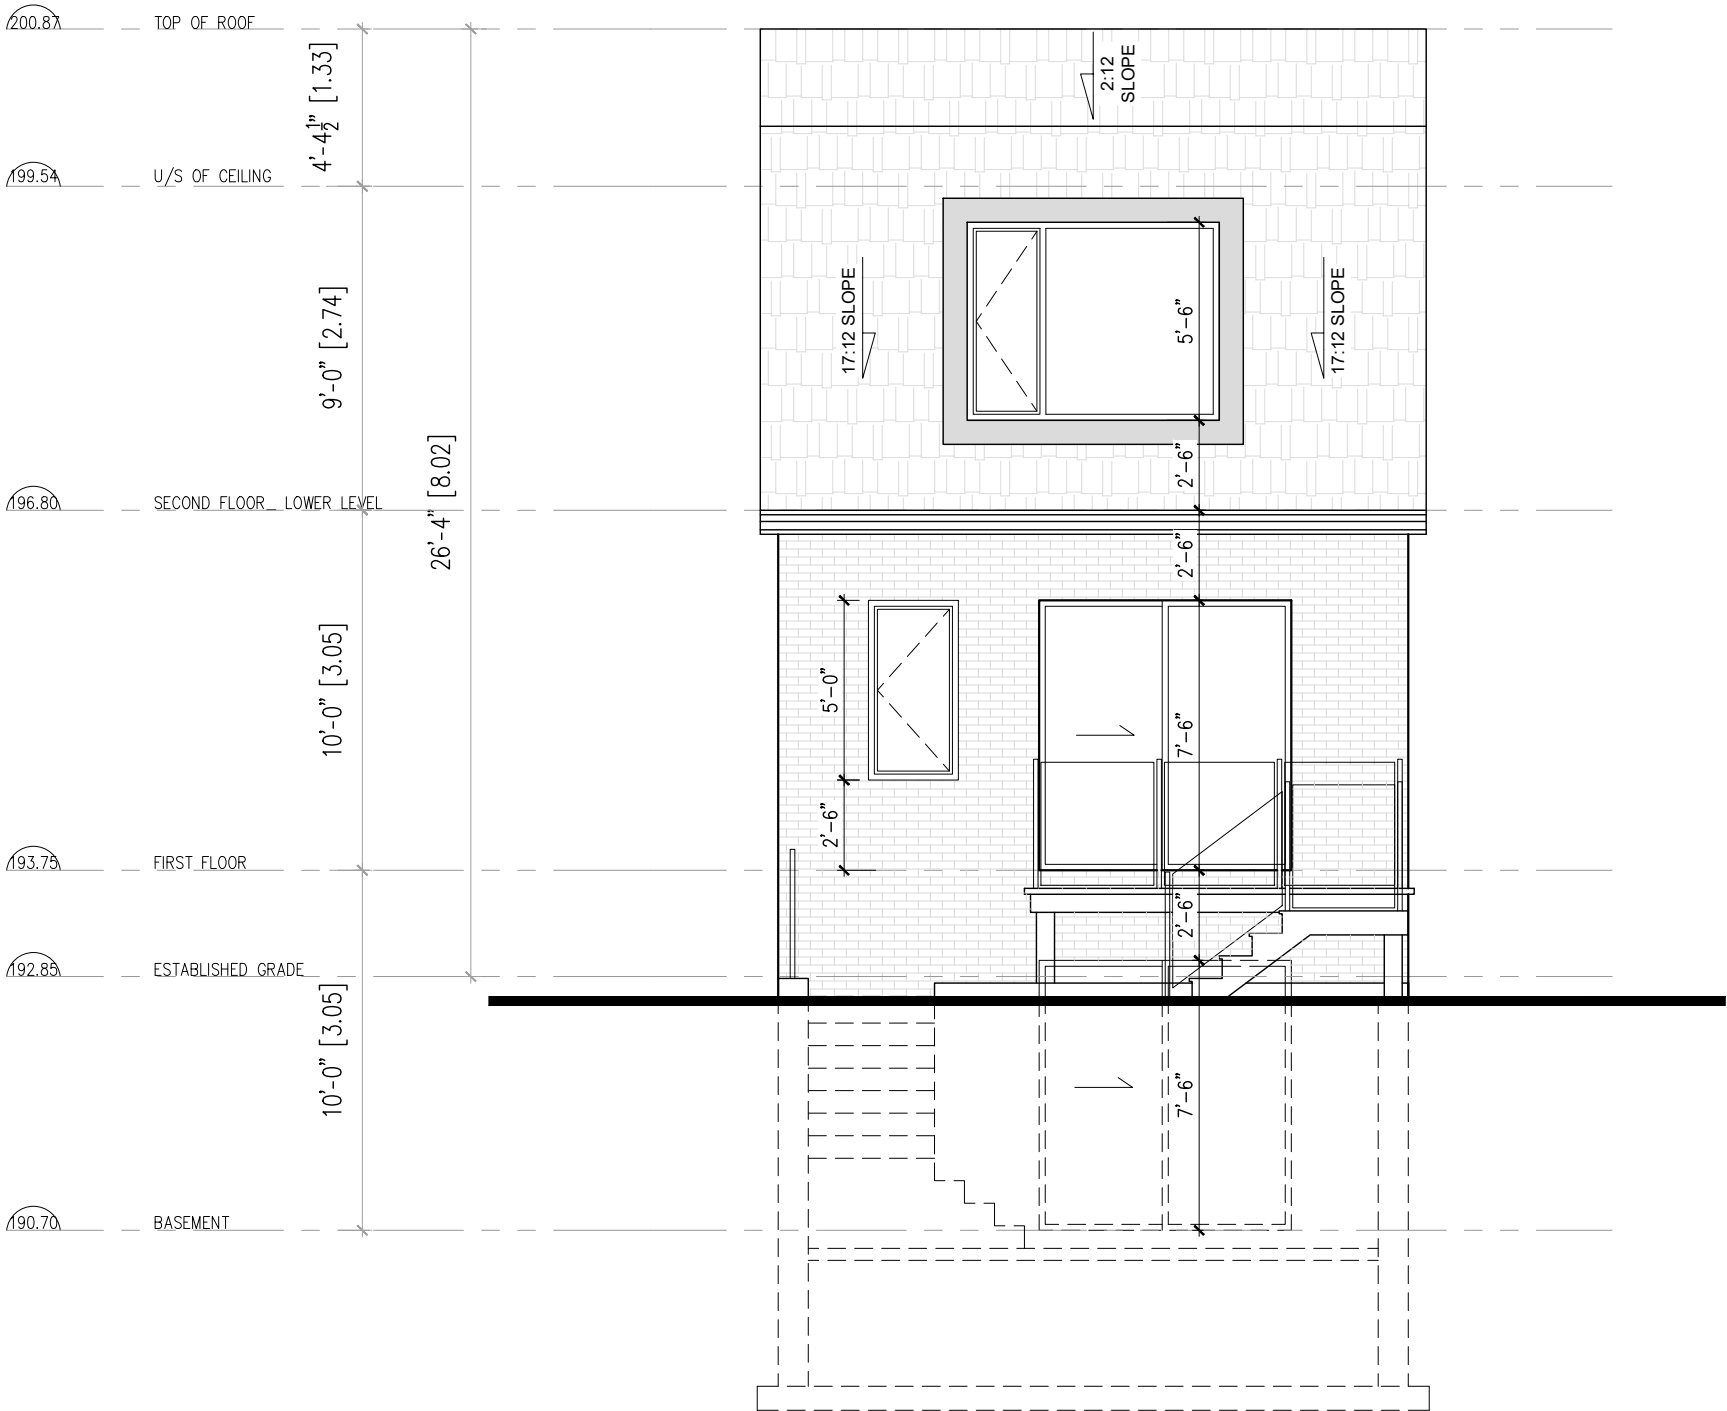 200.87 TOP OF ROOF
4'-4 1/2" [1.33]
2:12
SLOPE
199.54 U/S OF CEILING
9'-0" [2.74]
17:12 SLOPE
5'-6"
17:12 SLOPE
26'-4" [8.02]
2'-6"
196.80 SECOND FLOOR_ LOWER LEVEL
2'-6"
10'-0" [3.05]
5'-0"
7'-6"
2'-6"
193.75 FIRST FLOOR
2'-6"
192.85 ESTABLISHED GRADE
10'-0" [3.05]
7'-6"
190.70 BASEMENT